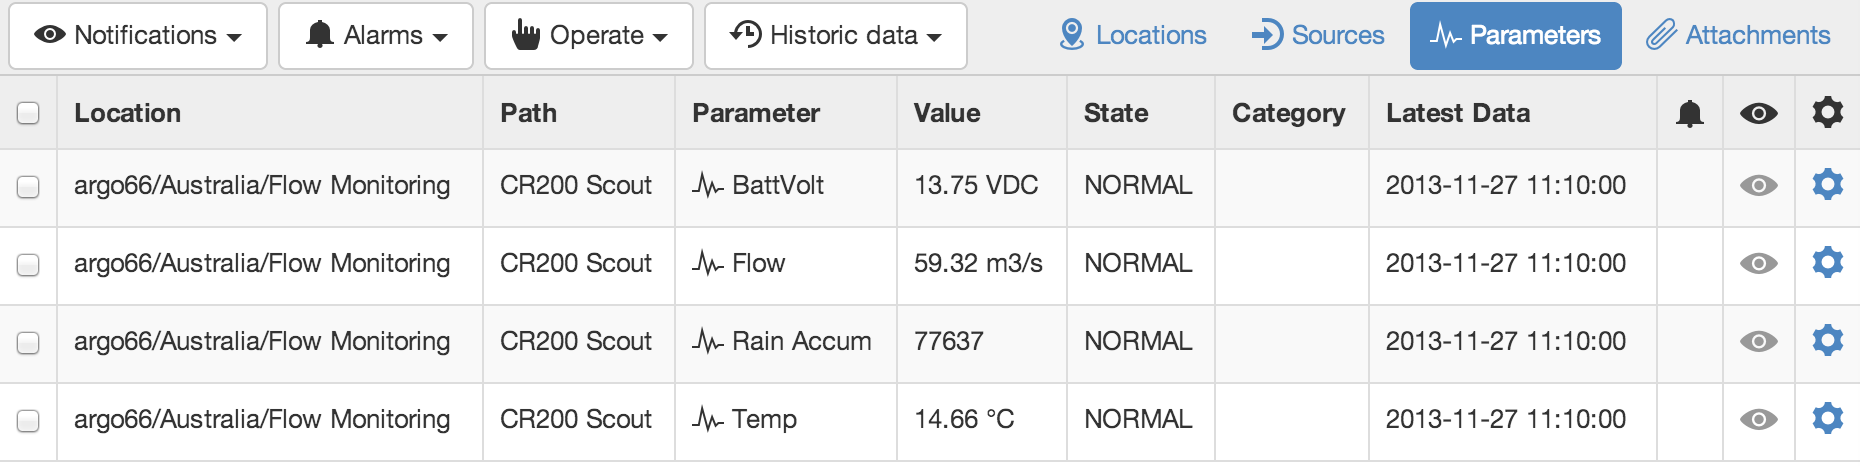 Notifications Alarms Operate Historic data Locations Sources Parameters Attachments
Location Path Parameter Value State Category Latest Data
argo66/Australia/Flow Monitoring CR200 Scout BattVolt 13.75 VDC NORMAL 2013-11-27 11:10:00
argo66/Australia/Flow Monitoring CR200 Scout Flow 59.32 m3/s NORMAL 2013-11-27 11:10:00
argo66/Australia/Flow Monitoring CR200 Scout Rain Accum 77637 NORMAL 2013-11-27 11:10:00
argo66/Australia/Flow Monitoring CR200 Scout Temp 14.66 °C NORMAL 2013-11-27 11:10:00